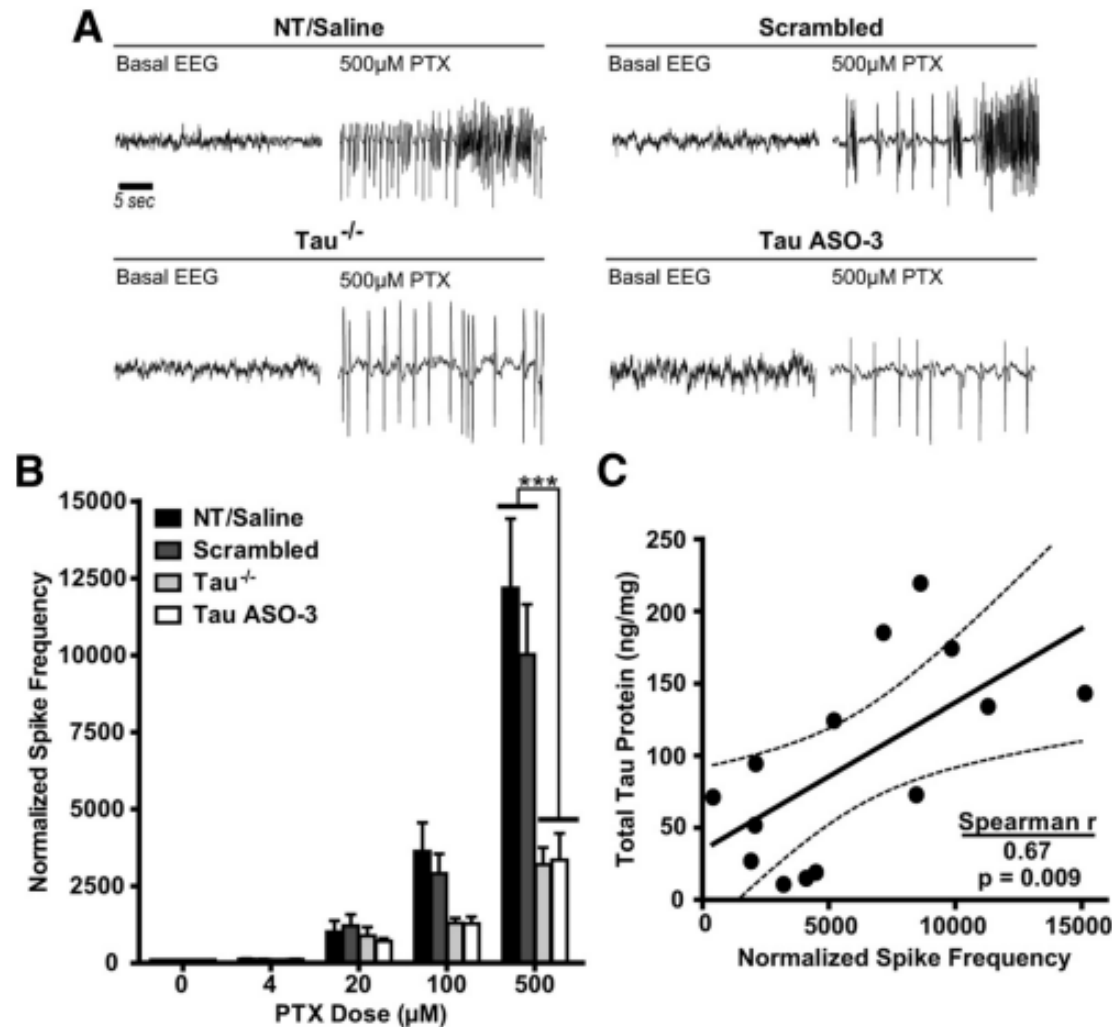 A
NT/Saline
Scrambled
Basal EEG 500µM PTX
Basal EEG 500µM PTX
5 sec
Tau-/-
Tau ASO-3
Basal EEG 500µM PTX
Basal EEG 500µM PTX
B
***
15000
12500
10000
7500
5000
2500
0
Normalized Spike Frequency
NT/Saline
Scrambled
Tau-/-
Tau ASO-3
0 4 20 100 500
PTX Dose (µM)
C
250
200
150
100
50
0
Total Tau Protein (ng/mg)
Spearman r
0.67
p = 0.009
0 5000 10000 15000
Normalized Spike Frequency